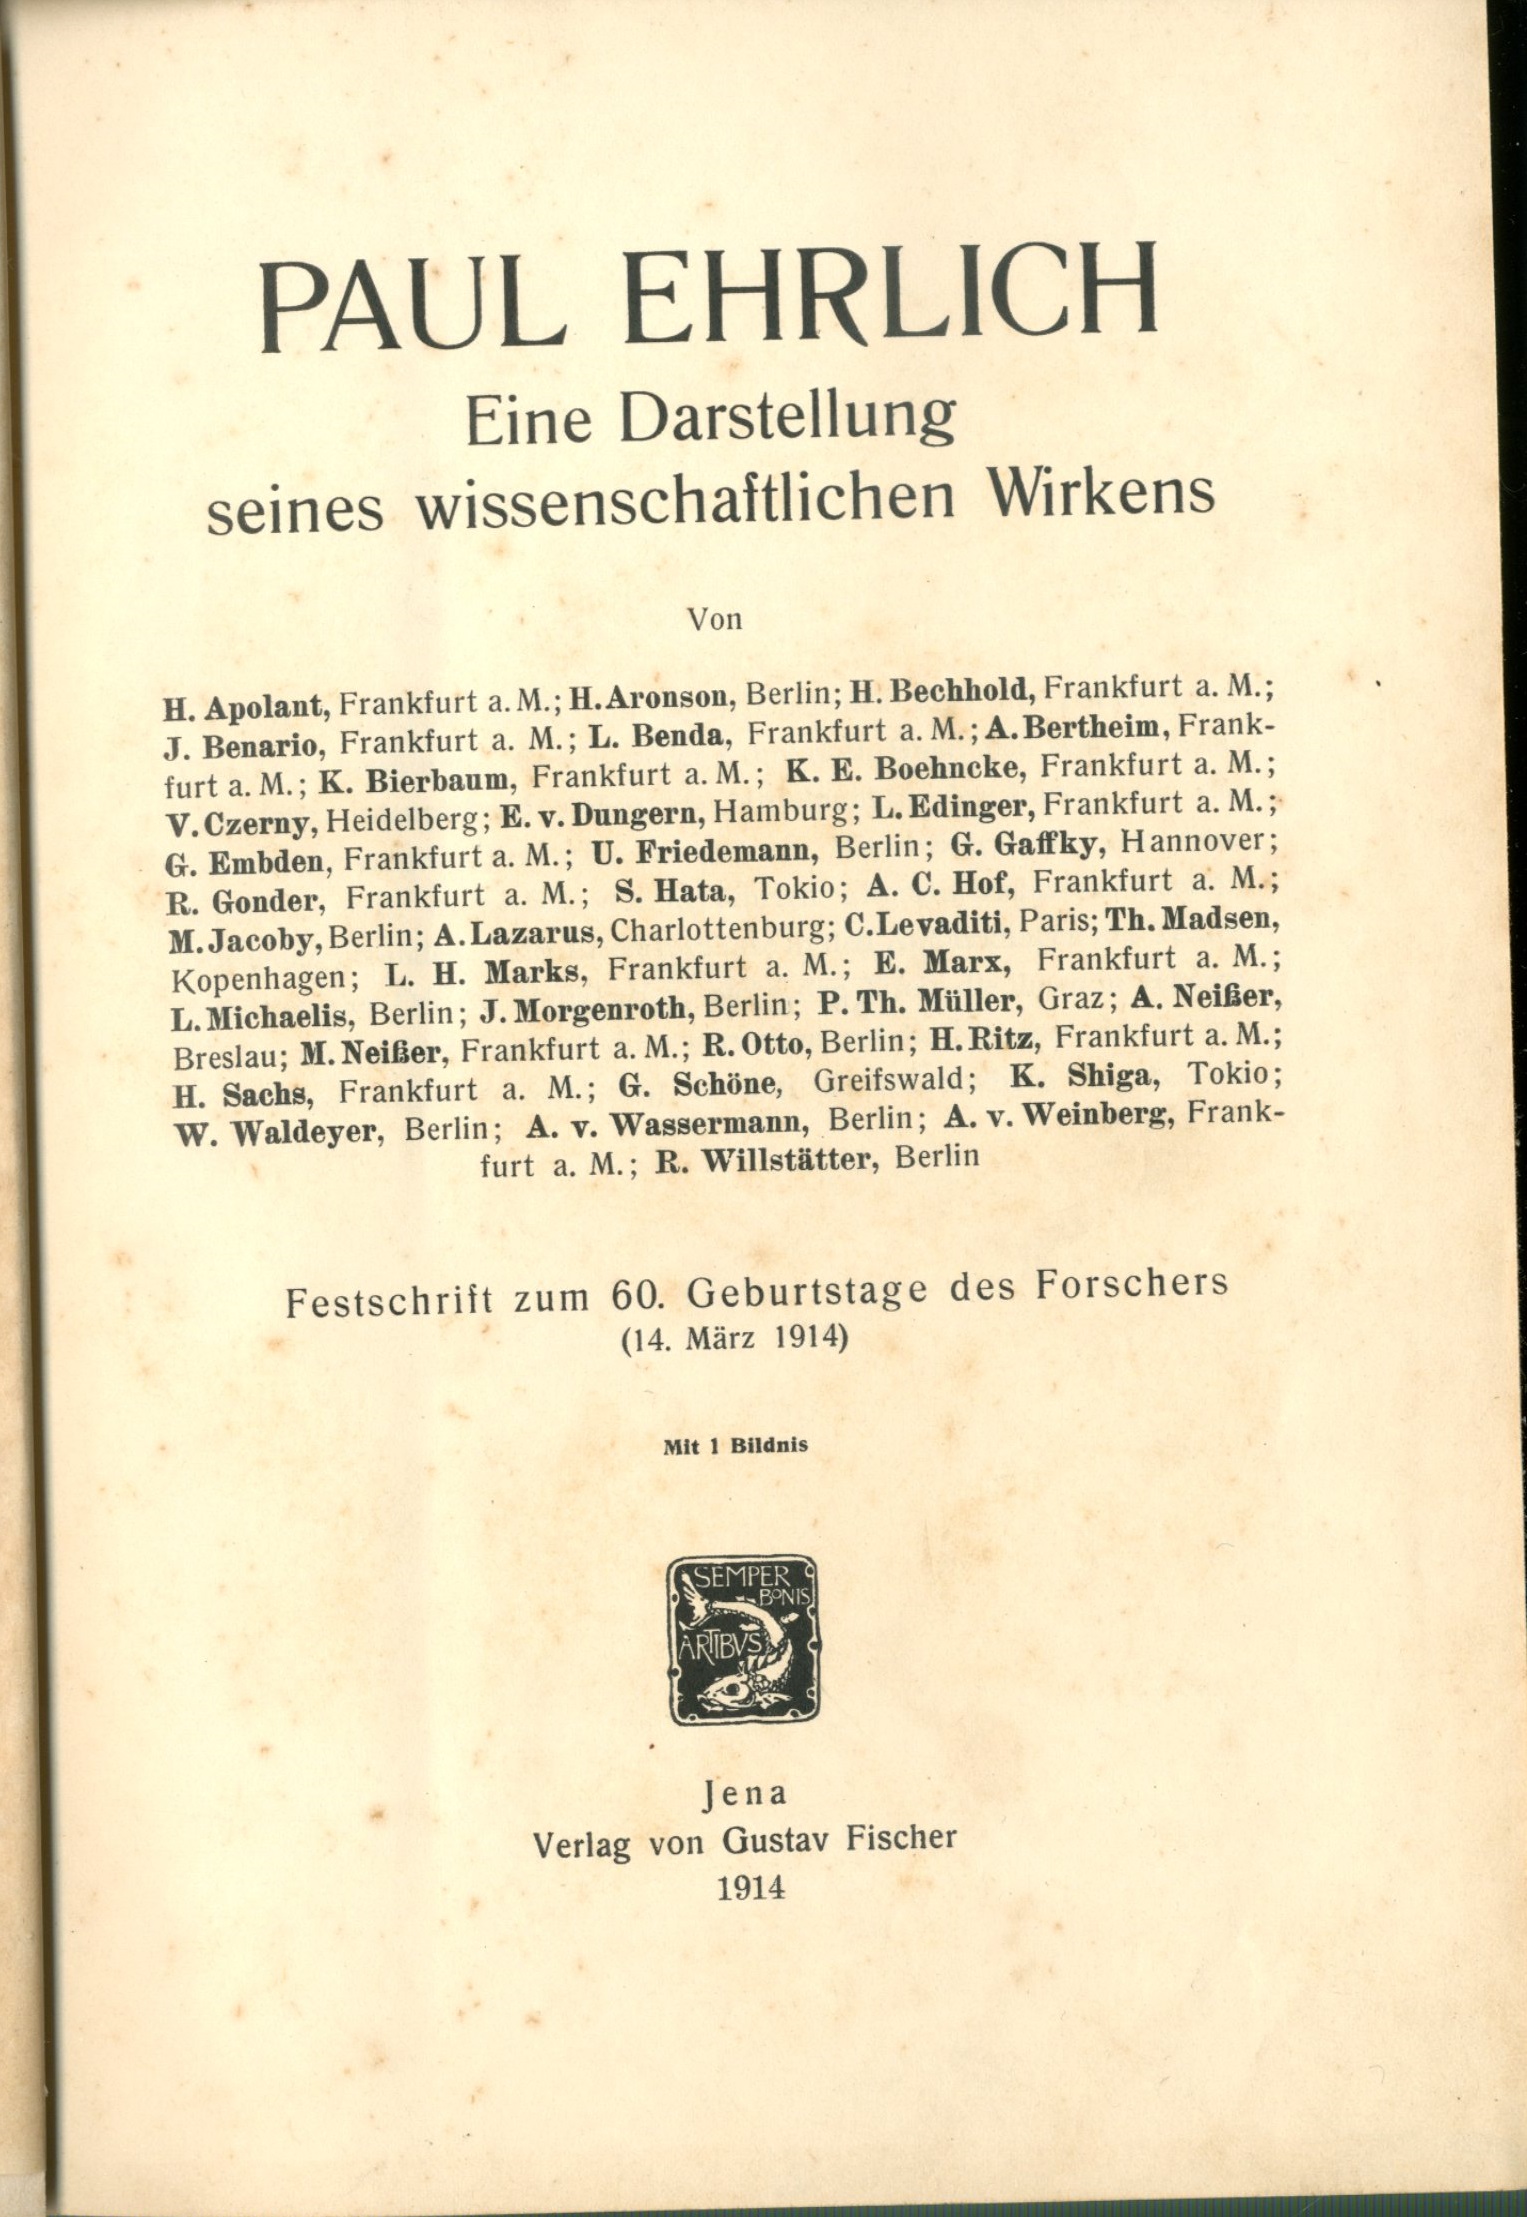 PAUL EHRLICH
Eine Darstellung
seines wissenschaftlichen Wirkens
Von
H. Apolant, Frankfurt a. M.; H. Aronson, Berlin; H. Bechhold, Frankfurt a. M.;
J. Benario, Frankfurt a. M.; L. Benda, Frankfurt a. M.; A. Bertheim, Frank-
furt a. M.; K. Bierbaum, Frankfurt a. M.; K. E. Boehncke, Frankfurt a. M.;
V. Czerny, Heidelberg; E. v. Dungern, Hamburg; L. Edinger, Frankfurt a. M.;
G. Embden, Frankfurt a. M.; U. Friedemann, Berlin; G. Gaffky, Hannover;
R. Gonder, Frankfurt a. M.; S. Hata, Tokio; A. C. Hof, Frankfurt a. M.;
M. Jacoby, Berlin; A. Lazarus, Charlottenburg; C. Levaditi, Paris; Th. Madsen,
Kopenhagen; L. H. Marks, Frankfurt a. M.; E. Marx, Frankfurt a. M.;
L. Michaelis, Berlin; J. Morgenroth, Berlin; P. Th. Müller, Graz; A. Neißer,
Breslau; M. Neißer, Frankfurt a. M.; R. Otto, Berlin; H. Ritz, Frankfurt a. M.;
H. Sachs, Frankfurt a. M.; G. Schöne, Greifswald; K. Shiga, Tokio;
W. Waldeyer, Berlin; A. v. Wassermann, Berlin; A. v. Weinberg, Frank-
furt a. M.; R. Willstätter, Berlin
Festschrift zum 60. Geburtstage des Forschers
(14. März 1914)
Mit 1 Bildnis
SEMPER
BONIS
ARTIBVS
Jena
Verlag von Gustav Fischer
1914